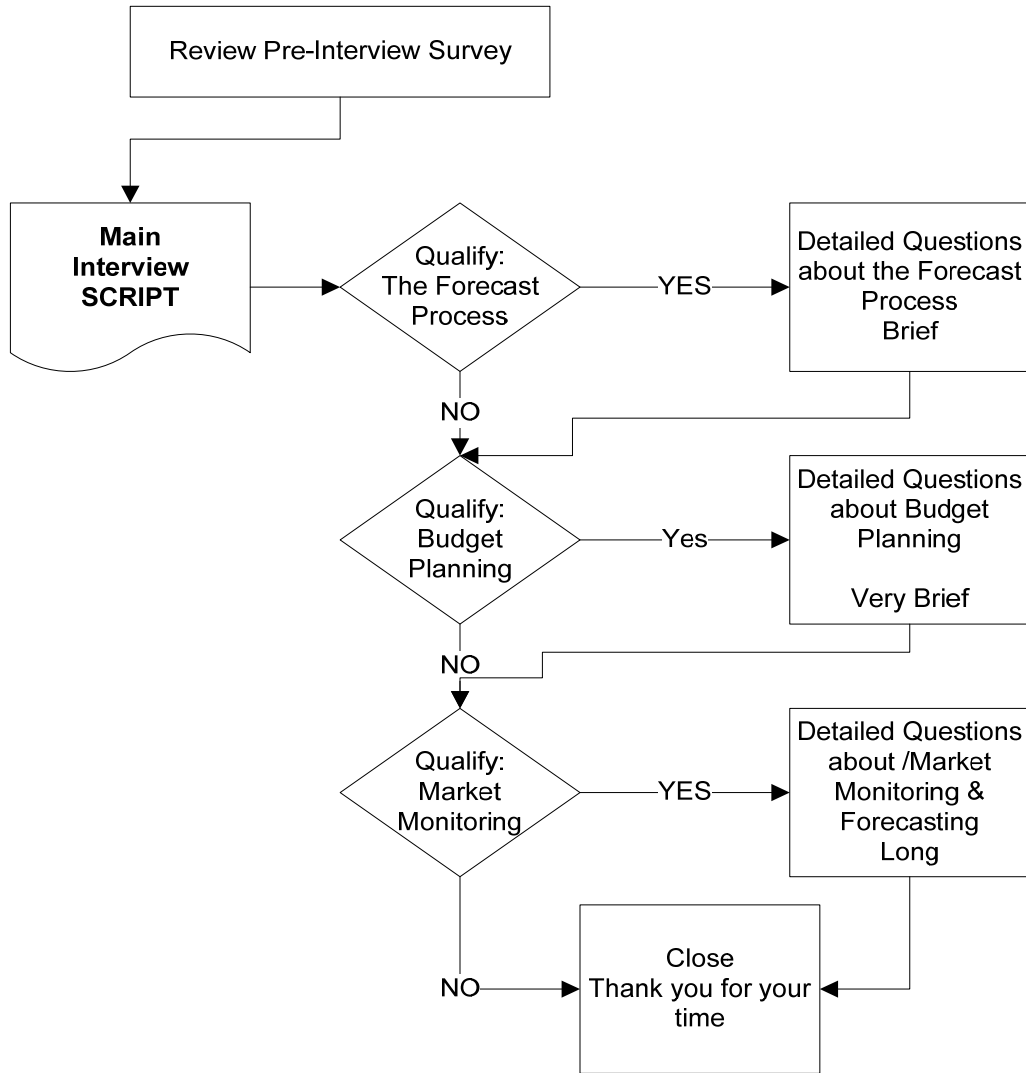 Review Pre-Interview Survey
Main
Interview
SCRIPT
Qualify:
The Forecast
Process
YES
Detailed Questions
about the Forecast
Process
Brief
NO
Qualify:
Budget
Planning
Yes
Detailed Questions
about Budget
Planning
Very Brief
NO
Qualify:
Market
Monitoring
YES
Detailed Questions
about /Market
Monitoring &
Forecasting
Long
NO
Close
Thank you for your
time